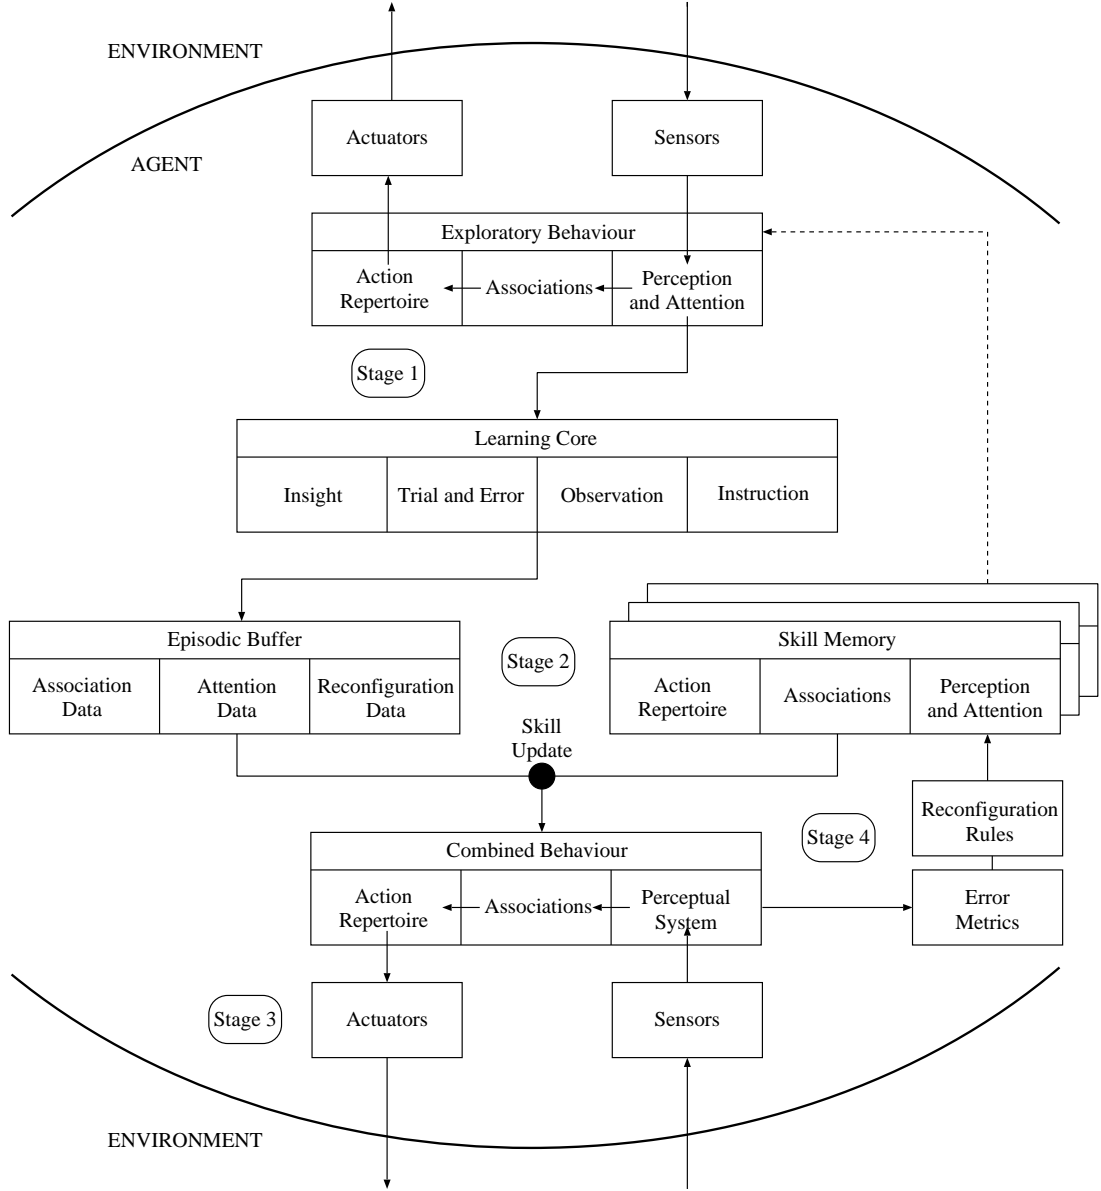 ENVIRONMENT
Actuators
Sensors
AGENT
Exploratory Behaviour
Action
Repertoire
Associations
Perception
and Attention
Stage 1
Learning Core
Insight
Trial and Error
Observation
Instruction
Episodic Buffer
Association
Data
Attention
Data
Reconfiguration
Data
Stage 2
Skill Memory
Action
Repertoire
Associations
Perception
and Attention
Skill
Update
Reconfiguration
Rules
Stage 4
Combined Behaviour
Action
Repertoire
Associations
Perceptual
System
Error
Metrics
Stage 3
Actuators
Sensors
ENVIRONMENT